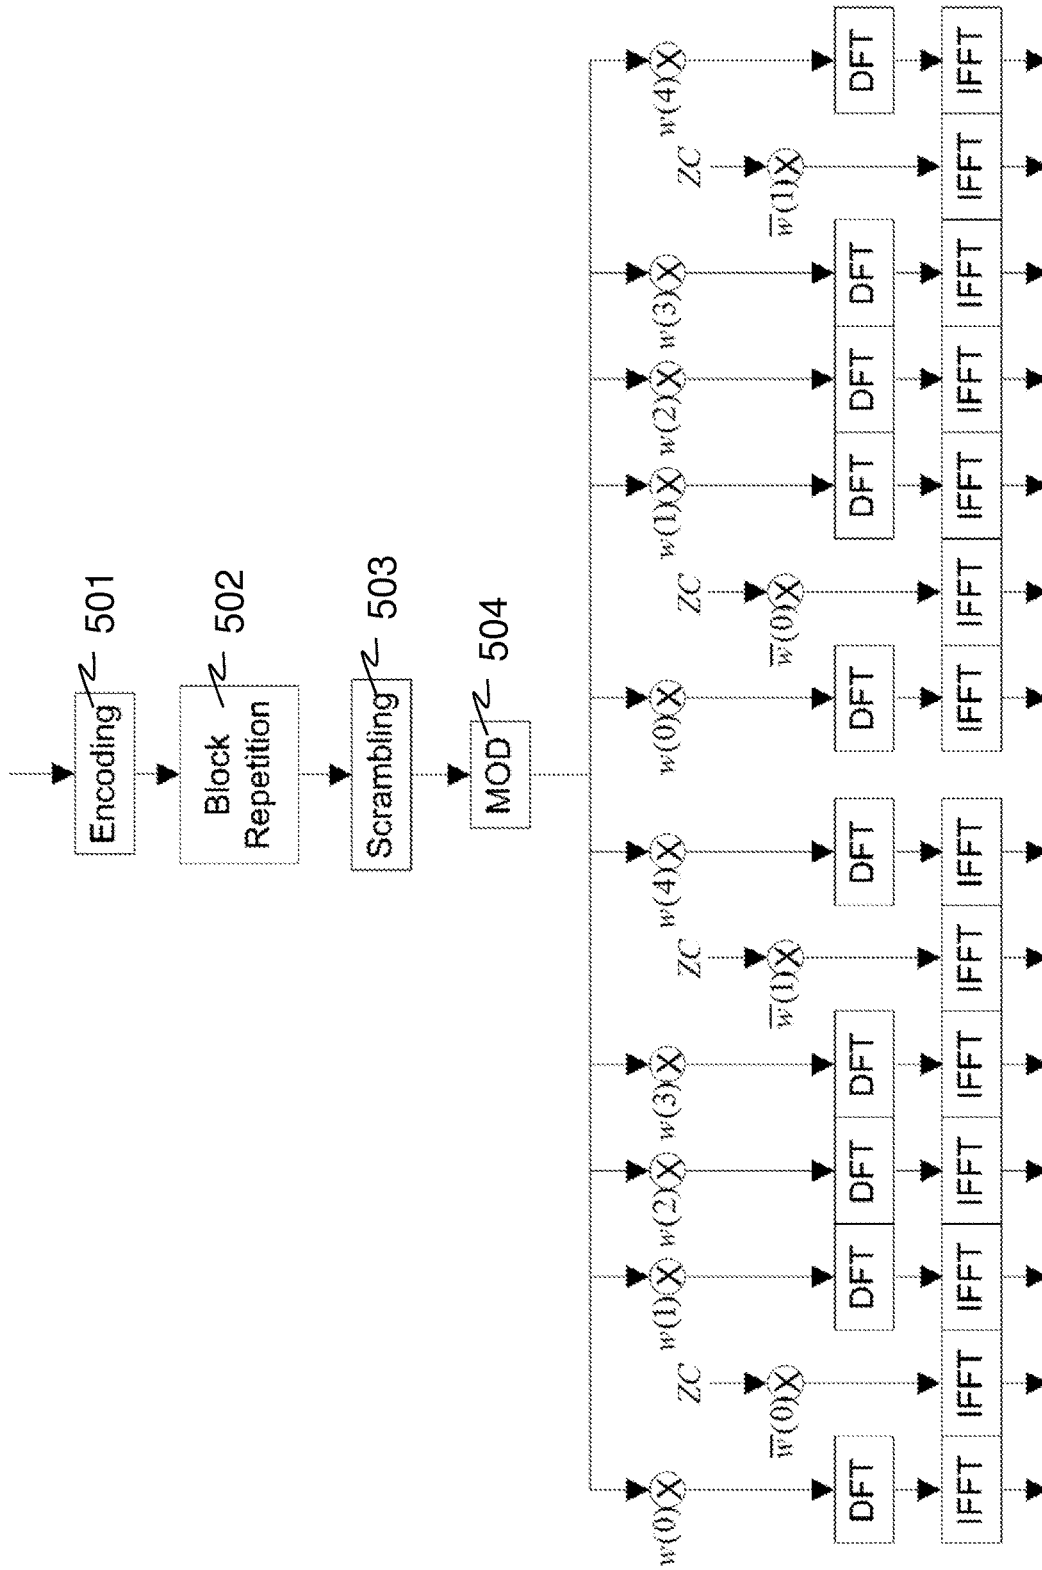 Encoding 501
Block 502
Repetition
Scrambling 503
MOD 504
w(0) w(1) w(2) w(3) w(4) w(0) w(1) w(2) w(3) w(4)
ZC ZC ZC ZC
w̄(0) w̄(1) w̄(0) w̄(1)
DFT DFT DFT DFT DFT DFT DFT DFT DFT DFT
IFFT IFFT IFFT IFFT IFFT IFFT IFFT IFFT IFFT IFFT IFFT IFFT IFFT IFFT